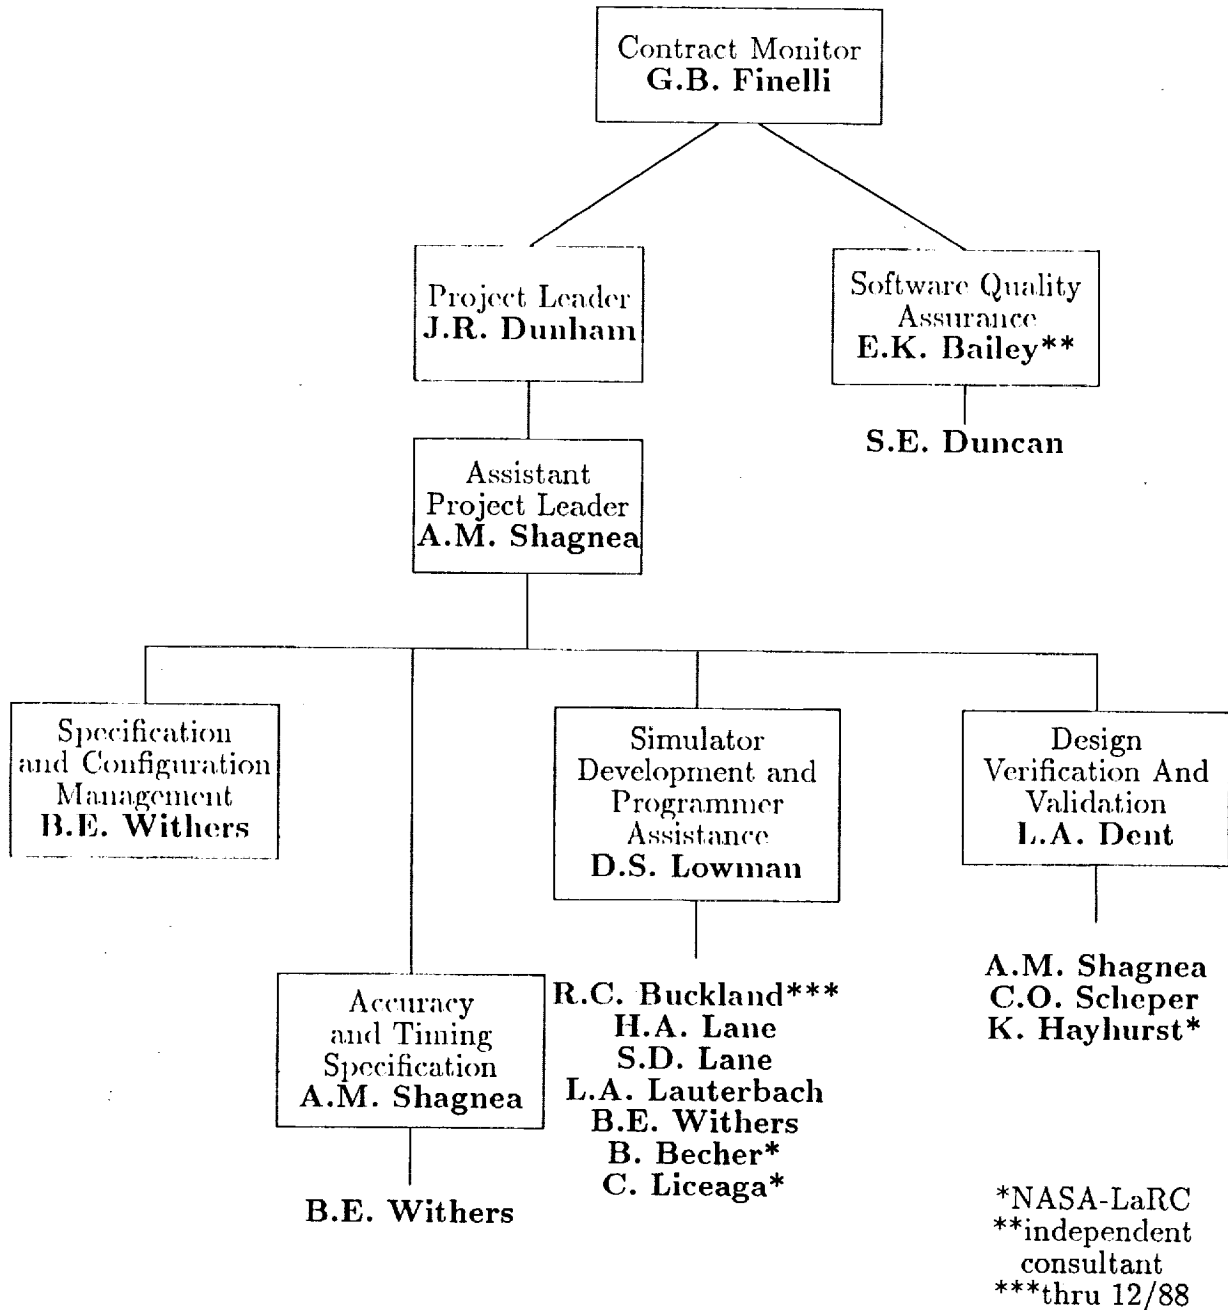 Contract Monitor
G.B. Finelli
Project Leader
J.R. Dunham
Software Quality
Assurance
E.K. Bailey**
S.E. Duncan
Assistant
Project Leader
A.M. Shagnea
Specification
and Configuration
Management
B.E. Withers
Accuracy
and Timing
Specification
A.M. Shagnea
B.E. Withers
Simulator
Development and
Programmer
Assistance
D.S. Lowman
R.C. Buckland***
H.A. Lane
S.D. Lane
L.A. Lauterbach
B.E. Withers
B. Becher*
C. Liceaga*
Design
Verification And
Validation
L.A. Dent
A.M. Shagnea
C.O. Scheper
K. Hayhurst*
*NASA-LaRC
**independent
consultant
***thru 12/88